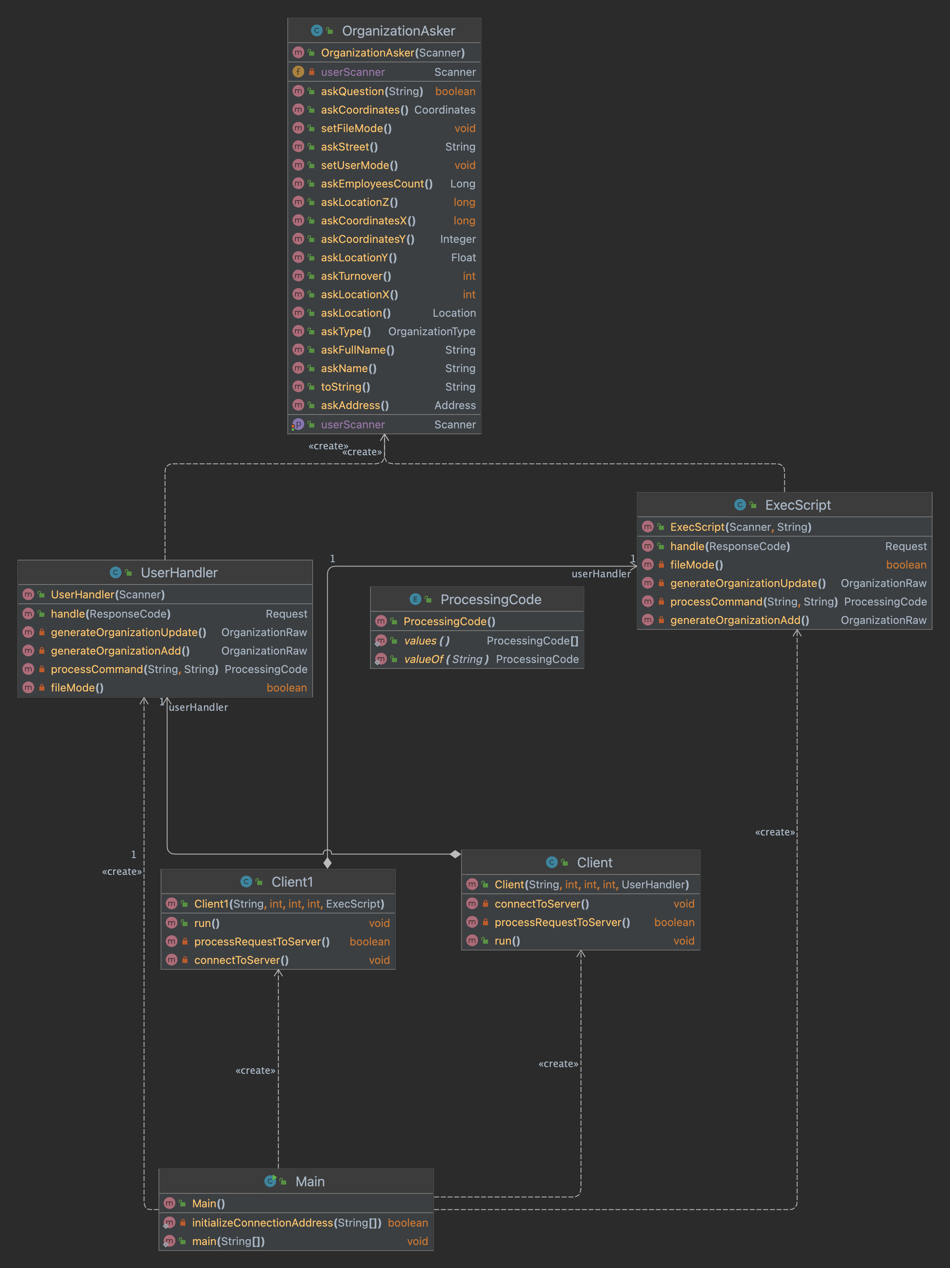 OrganizationAsker
OrganizationAsker(Scanner)
userScanner Scanner
askQuestion(String) boolean
askCoordinates() Coordinates
setFileMode() void
askStreet() String
setUserMode() void
askEmployeesCount() Long
askLocationZ() long
askCoordinatesX() long
askCoordinatesY() Integer
askLocationY() Float
askTurnover() int
askLocationX() int
askLocation() Location
askType() OrganizationType
askFullName() String
askName() String
toString() String
askAddress() Address
userScanner Scanner
«create»
«create»
ExecScript
ExecScript(Scanner, String)
handle(ResponseCode) Request
fileMode() boolean
generateOrganizationUpdate() OrganizationRaw
processCommand(String, String) ProcessingCode
generateOrganizationAdd() OrganizationRaw
1
1
userHandler
UserHandler
UserHandler(Scanner)
handle(ResponseCode) Request
generateOrganizationUpdate() OrganizationRaw
generateOrganizationAdd() OrganizationRaw
processCommand(String, String) ProcessingCode
fileMode() boolean
ProcessingCode
ProcessingCode()
values () ProcessingCode[]
valueOf (String) ProcessingCode
1
userHandler
«create»
1
«create»
Client1
Client1(String, int, int, int, ExecScript)
run() void
processRequestToServer() boolean
connectToServer() void
Client
Client(String, int, int, int, UserHandler)
connectToServer() void
processRequestToServer() boolean
run() void
«create»
«create»
Main
Main()
initializeConnectionAddress(String[]) boolean
main(String[]) void